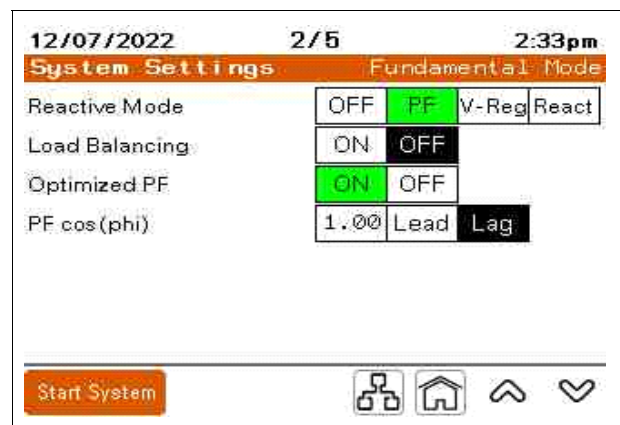 12/07/2022 2/5 2:33pm
System Settings Fundamental Mode
Reactive Mode OFF PF V-Reg React
Load Balancing ON OFF
Optimized PF ON OFF
PF cos(phi) 1.00 Lead Lag
Start System